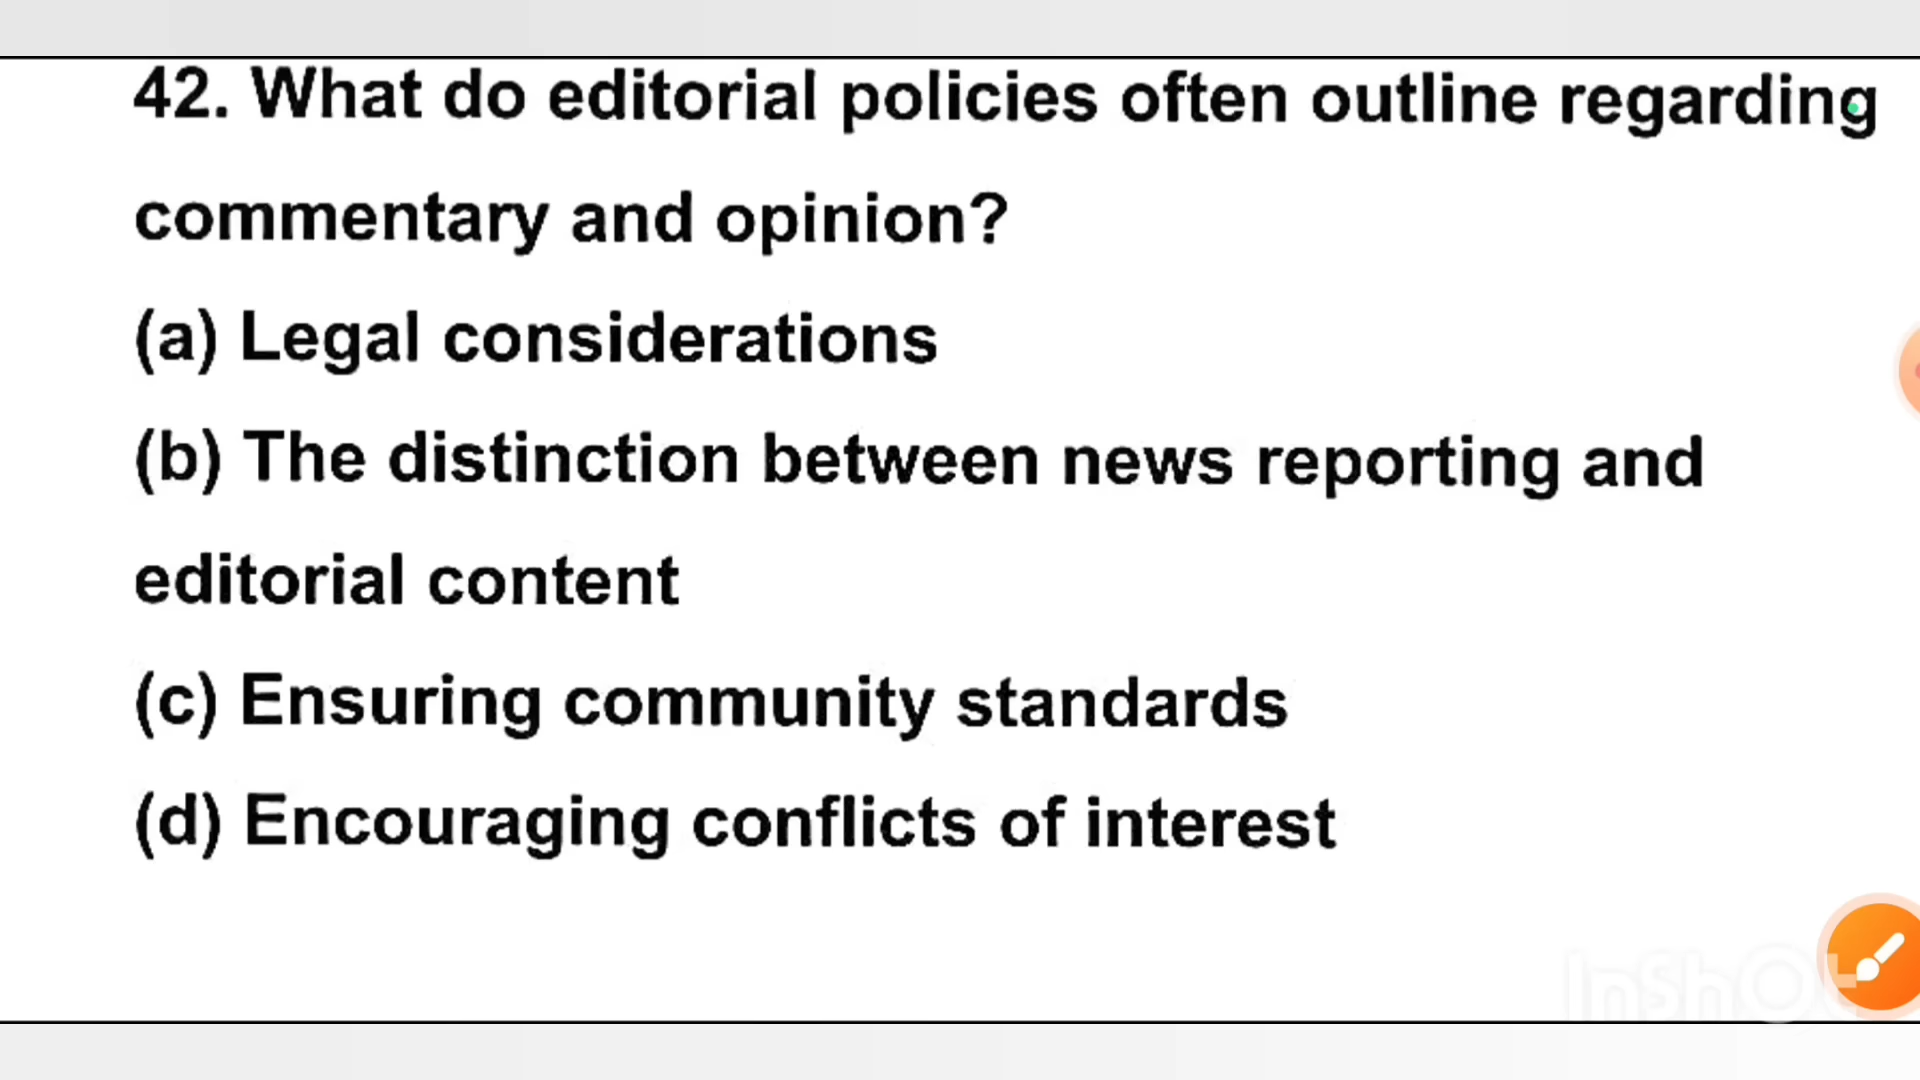 42. What do editorial policies often outline regarding
commentary and opinion?
(a) Legal considerations
(b) The distinction between news reporting and
editorial content
(c) Ensuring community standards
(d) Encouraging conflicts of interest
InShOt